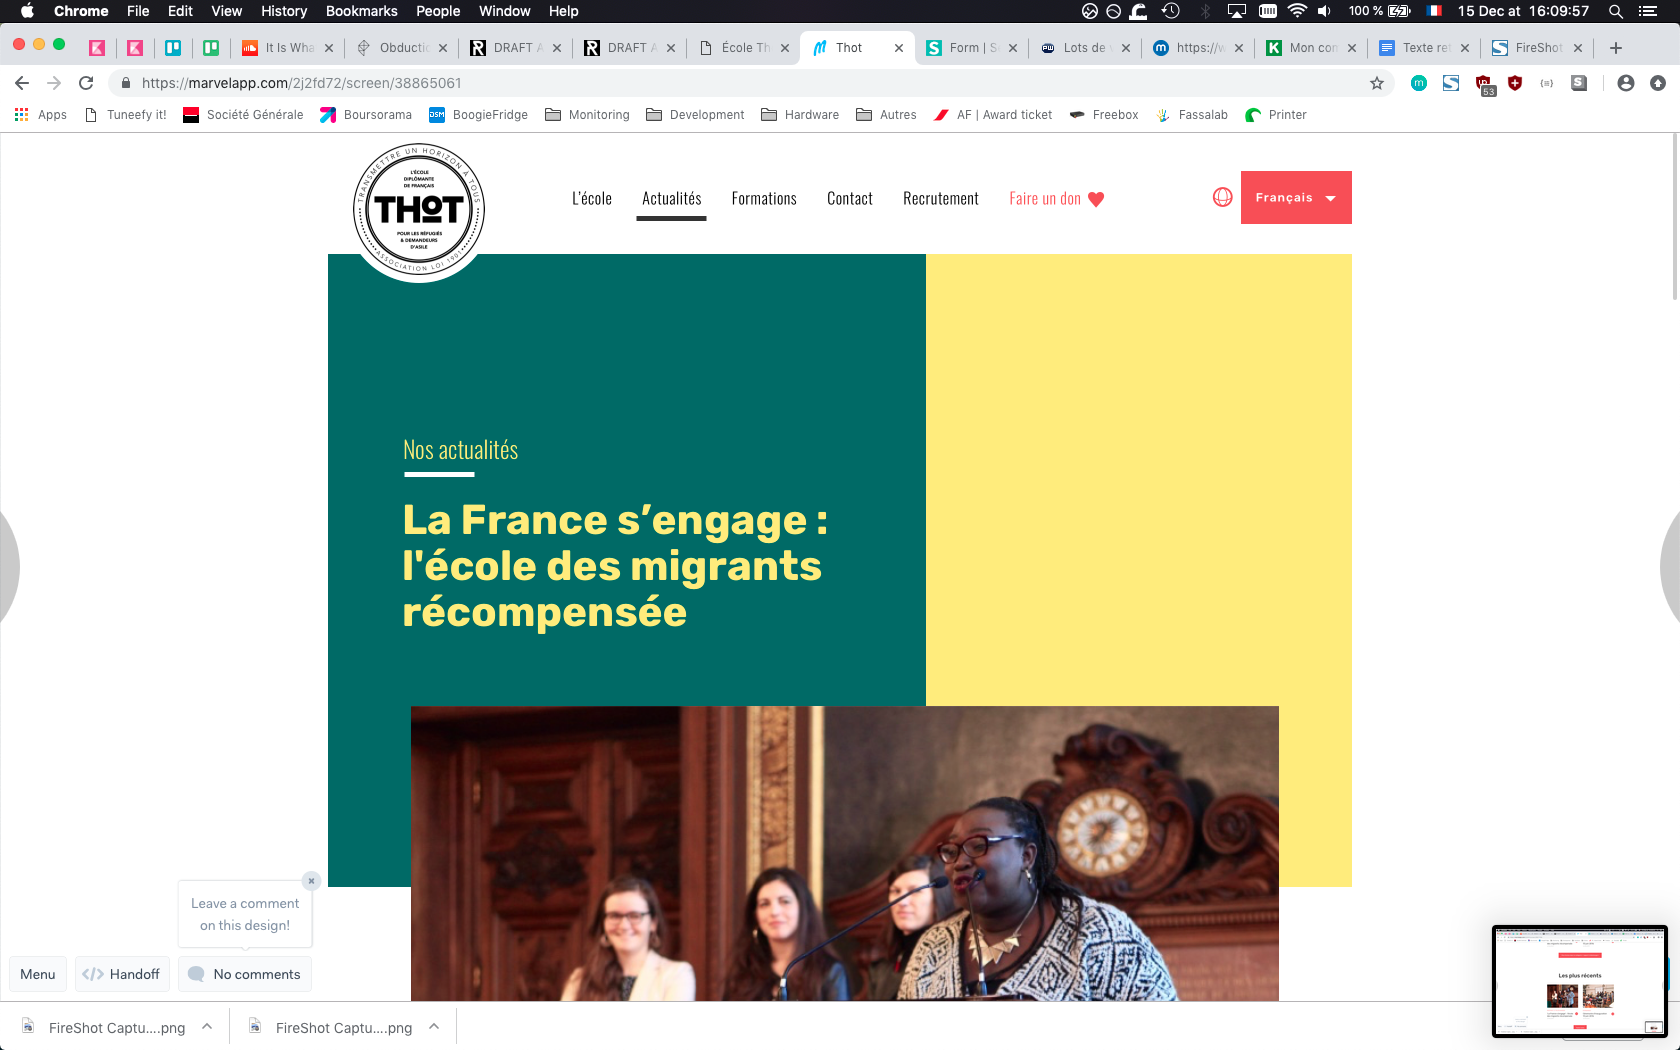 Chrome File Edit View History Bookmarks People Window Help 100 % 15 Dec at 16:09:57
It Is Wha Obductic DRAFT A DRAFT A École Th Thot Form | S Lots de https://w Mon con Texte ret FireShot
https://marvelapp.com/2j2fd72/screen/38865061 53
Apps Tuneefy it! Société Générale Boursorama BoogieFridge Monitoring Development Hardware Autres AF | Award ticket Freebox Fassalab Printer
TRANSMETTRE UN HORIZON À TOUS
L'ÉCOLE
DIPLÔMANTE
DE FRANÇAIS
THOT
POUR LES RÉFUGIÉS
& DEMANDEURS
D'ASILE
ASSOCIATION LOI 1901
L'école Actualités Formations Contact Recrutement Faire un don Français
Nos actualités
La France s'engage :
l'école des migrants
récompensée
Leave a comment
on this design!
Menu Handoff No comments
Les plus récents
FireShot Captu....png FireShot Captu....png